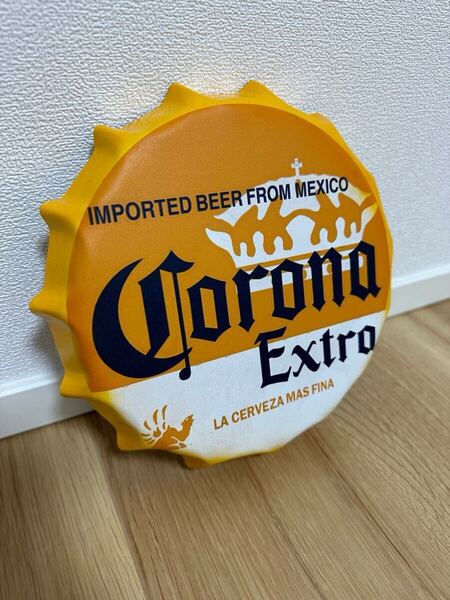 IMPORTED BEER FROM MEXICO
Corona
Extra
LA CERVEZA MAS FINA